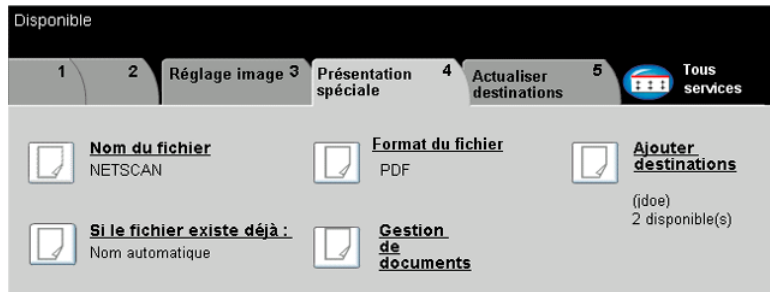 Disponible
1
2
Réglage image 3
Présentation spéciale 4
Actualiser destinations 5
Tous services
Nom du fichier
NETSCAN
Format du fichier
PDF
Ajouter
destinations
(jdoe)
2 disponible(s)
Si le fichier existe déjà :
Nom automatique
Gestion
de
documents